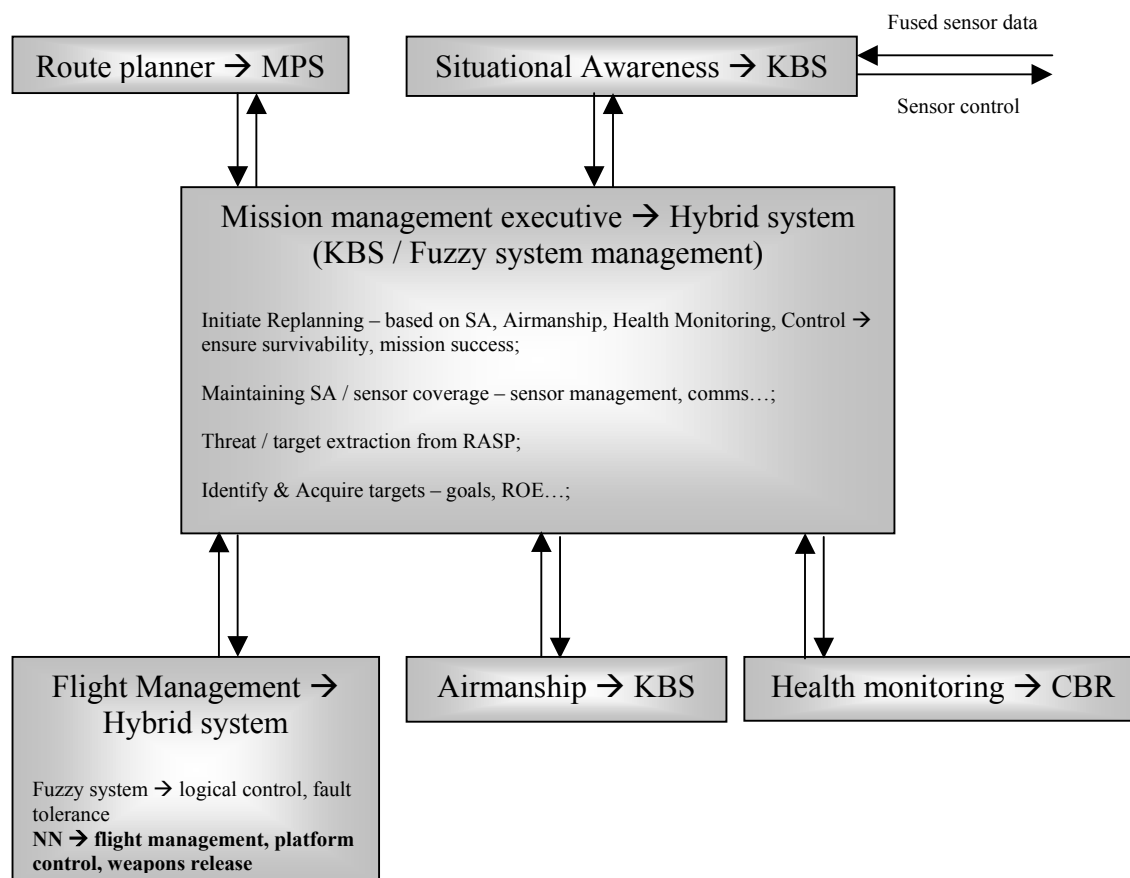 Fused sensor data
Route planner → MPS
Situational Awareness → KBS
Sensor control
Mission management executive → Hybrid system
(KBS / Fuzzy system management)
Initiate Replanning – based on SA, Airmanship, Health Monitoring, Control →
ensure survivability, mission success;
Maintaining SA / sensor coverage – sensor management, comms…;
Threat / target extraction from RASP;
Identify & Acquire targets – goals, ROE…;
Flight Management →
Hybrid system
Fuzzy system → logical control, fault
tolerance
NN → flight management, platform
control, weapons release
Airmanship → KBS
Health monitoring → CBR